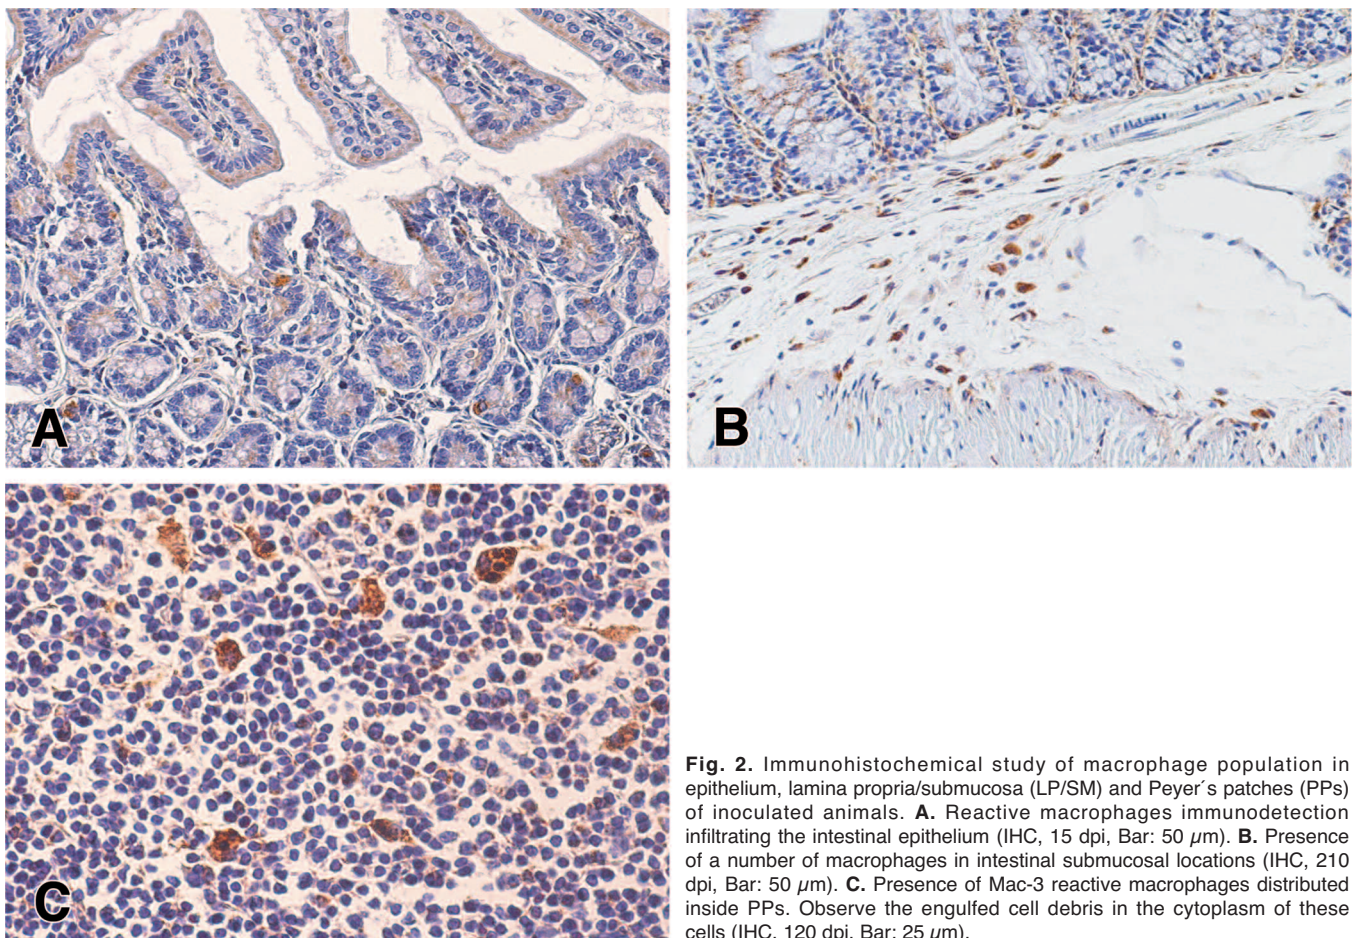 A
B
C
Fig. 2. Immunohistochemical study of macrophage population in
epithelium, lamina propria/submucosa (LP/SM) and Peyer´s patches (PPs)
of inoculated animals. A. Reactive macrophages immunodetection
infiltrating the intestinal epithelium (IHC, 15 dpi, Bar: 50 µm). B. Presence
of a number of macrophages in intestinal submucosal locations (IHC, 210
dpi, Bar: 50 µm). C. Presence of Mac-3 reactive macrophages distributed
inside PPs. Observe the engulfed cell debris in the cytoplasm of these
cells (IHC, 120 dpi, Bar: 25 µm).